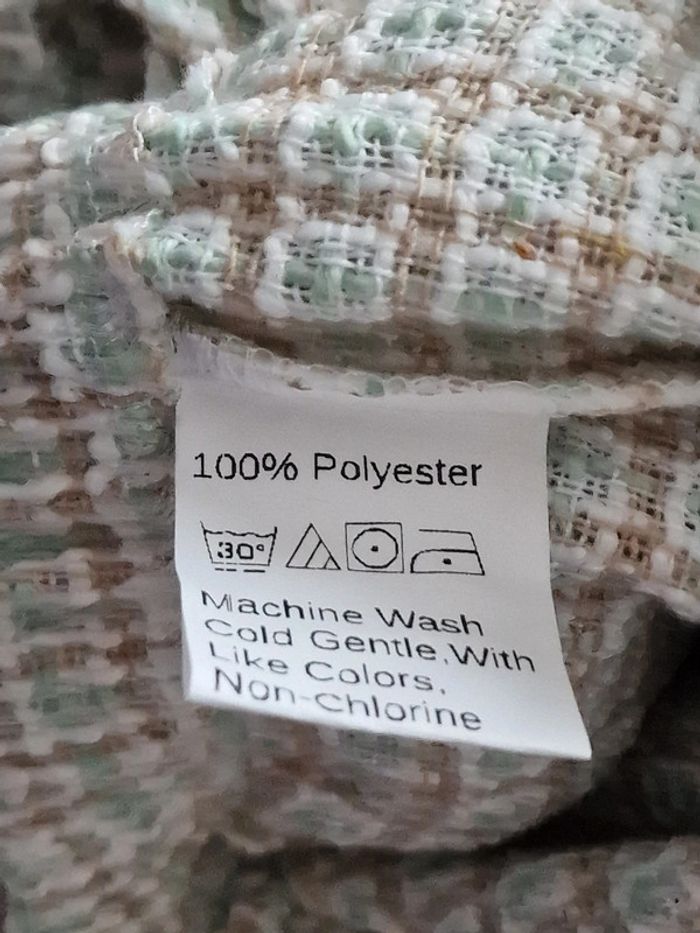 100% Polyester
30°
Machine Wash
Cold Gentle,With
Like Colors,
Non-Chlorine